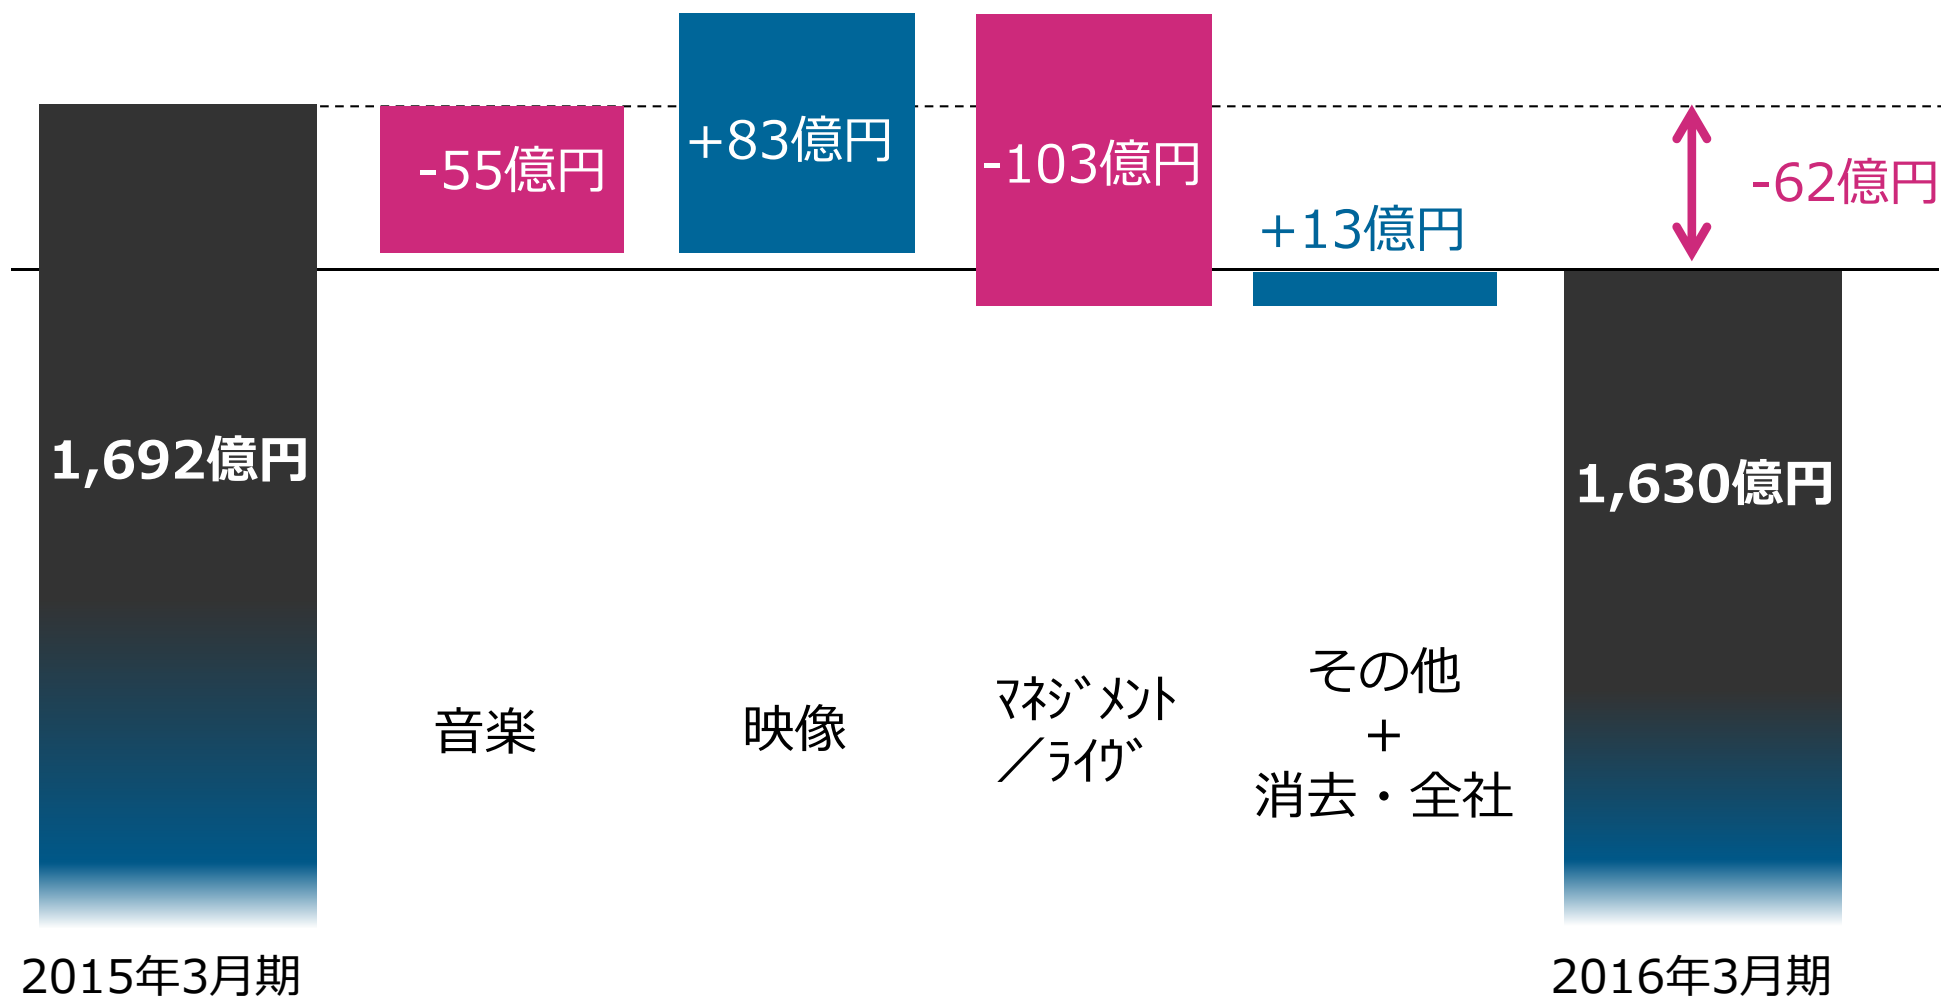 -55億円
+83億円
-103億円
+13億円
-62億円
1,692億円
1,630億円
音楽
映像
ﾏﾈｼﾞﾒﾝﾄ
／ﾗｲｳﾞ
その他
+
消去・全社
2015年3月期
2016年3月期